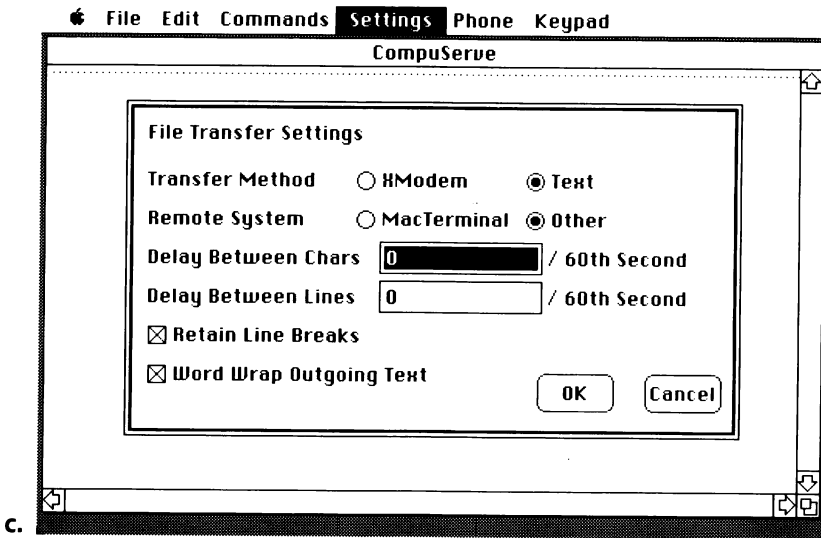 File Edit Commands Settings Phone Keypad
CompuServe
File Transfer Settings
Transfer Method XModem Text
Remote System MacTerminal Other
Delay Between Chars 0 / 60th Second
Delay Between Lines 0 / 60th Second
Retain Line Breaks
Word Wrap Outgoing Text
OK Cancel
c.